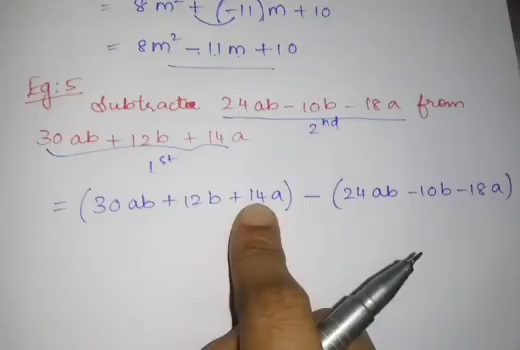 = 8m² + (-11)m + 10
= 8m² - 11m + 10
Eg:5 Subtract 24ab - 10b - 18a from
2nd
30ab + 12b + 14a
1st
= (30ab + 12b + 14a) - (24ab - 10b - 18a)